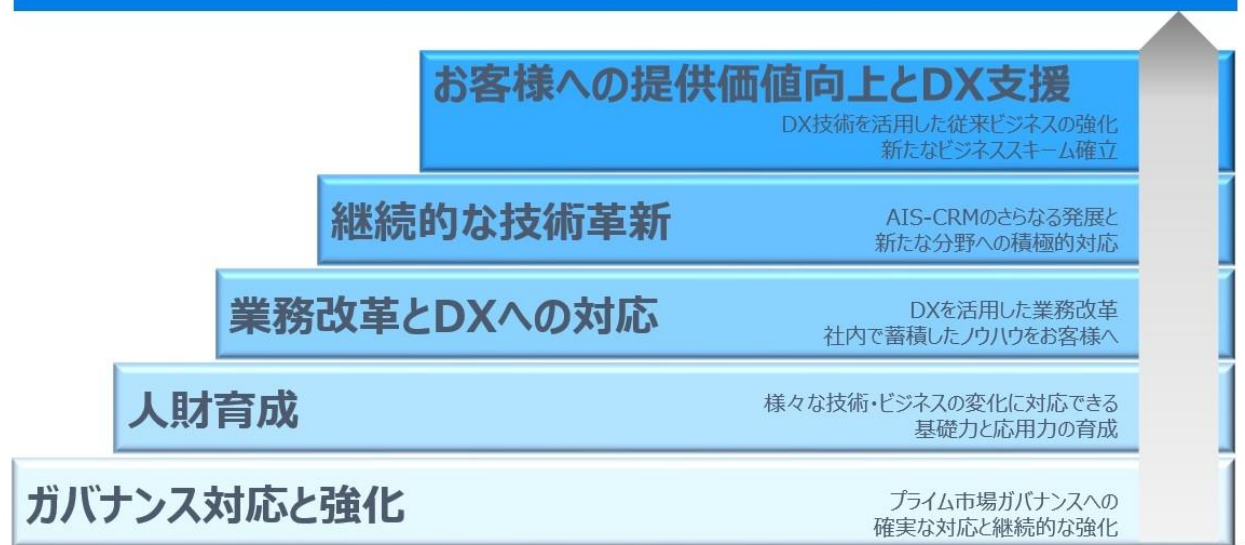 お客様への提供価値向上とDX支援
DX技術を活用した従来ビジネスの強化
新たなビジネススキーム確立
継続的な技術革新
AIS-CRMのさらなる発展と
新たな分野への積極的対応
業務改革とDXへの対応
DXを活用した業務改革
社内で蓄積したノウハウをお客様へ
人財育成
様々な技術・ビジネスの変化に対応できる
基礎力と応用力の育成
ガバナンス対応と強化
プライム市場ガバナンスへの
確実な対応と継続的な強化